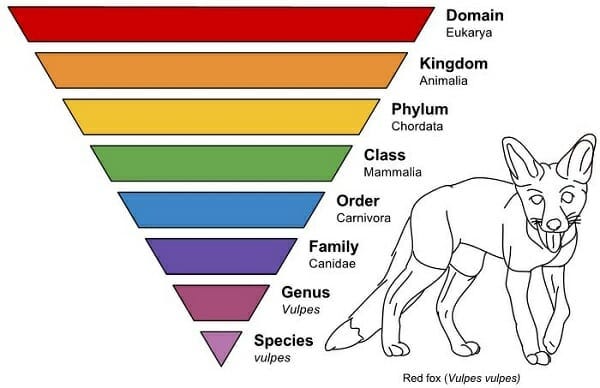 Domain
Eukarya
Kingdom
Animalia
Phylum
Chordata
Class
Mammalia
Order
Carnivora
Family
Canidae
Genus
Vulpes
Species
vulpes
Red fox (Vulpes vulpes)